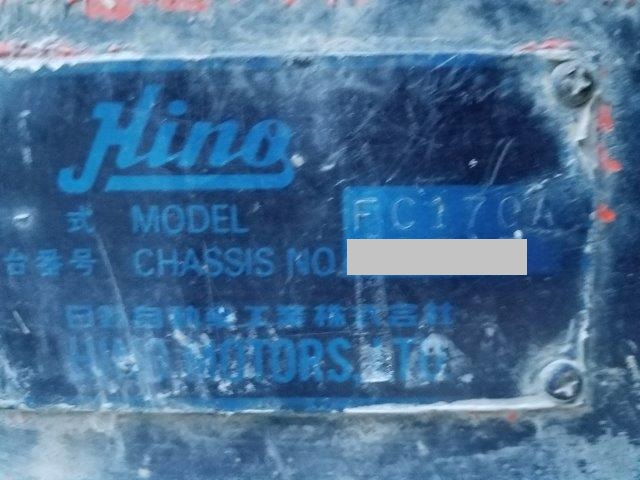 Hino
式 MODEL FC170A
台番号 CHASSIS NO.
日野自動車工業株式会社
HINO MOTORS, LTD.